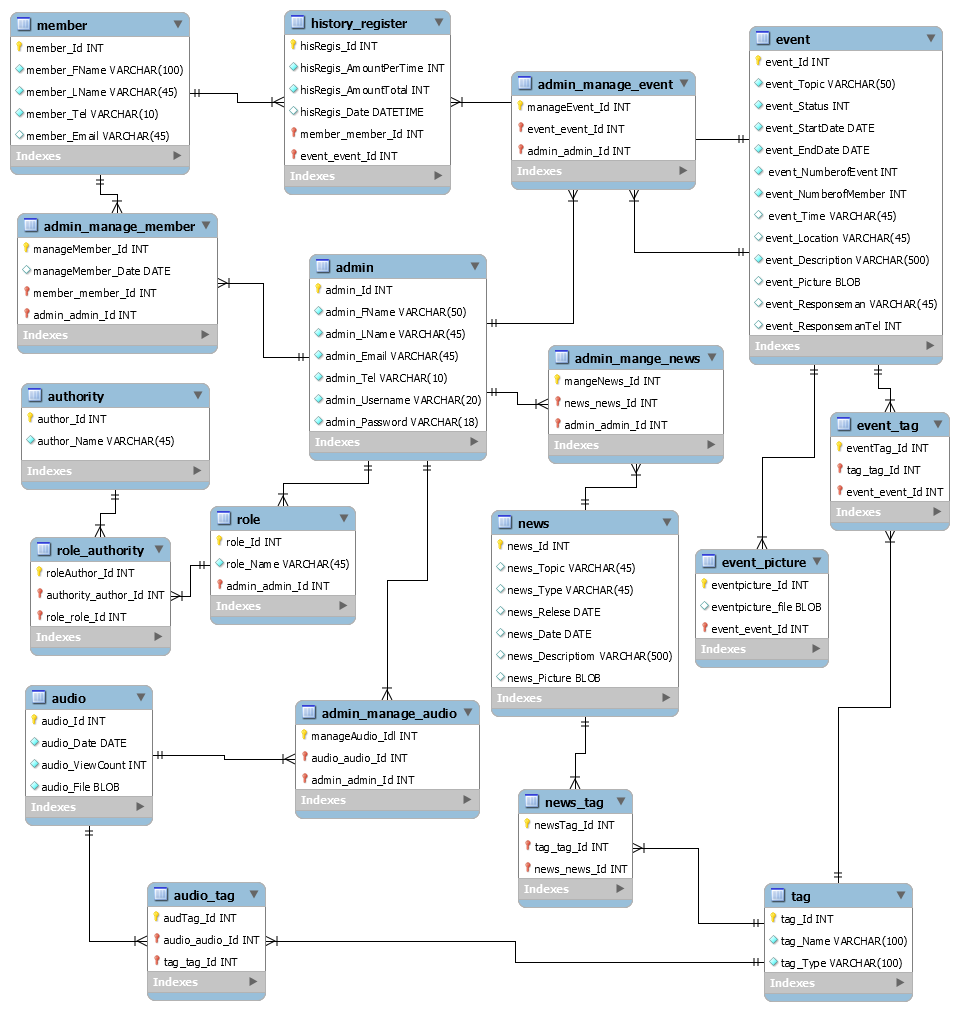 member
member_Id INT
member_FName VARCHAR(100)
member_LName VARCHAR(45)
member_Tel VARCHAR(10)
member_Email VARCHAR(45)
Indexes
history_register
hisRegis_Id INT
hisRegis_AmountPerTime INT
hisRegis_AmountTotal INT
hisRegis_Date DATETIME
member_member_Id INT
event_event_Id INT
Indexes
admin_manage_event
manageEvent_Id INT
event_event_Id INT
admin_admin_Id INT
Indexes
event
event_Id INT
event_Topic VARCHAR(50)
event_Status INT
event_StartDate DATE
event_EndDate DATE
event_NumberofEvent INT
event_NumberofMember INT
event_Time VARCHAR(45)
event_Location VARCHAR(45)
event_Description VARCHAR(500)
event_Picture BLOB
event_Responseman VARCHAR(45)
event_ResponsemanTel INT
Indexes
admin_manage_member
manageMember_Id INT
manageMember_Date DATE
member_member_Id INT
admin_admin_Id INT
Indexes
admin
admin_Id INT
admin_FName VARCHAR(50)
admin_LName VARCHAR(45)
admin_Email VARCHAR(45)
admin_Tel VARCHAR(10)
admin_Username VARCHAR(20)
admin_Password VARCHAR(18)
Indexes
admin_mange_news
mangeNews_Id INT
news_news_Id INT
admin_admin_Id INT
Indexes
authority
author_Id INT
author_Name VARCHAR(45)
Indexes
event_tag
eventTag_Id INT
tag_tag_Id INT
event_event_Id INT
Indexes
role
role_Id INT
role_Name VARCHAR(45)
admin_admin_Id INT
Indexes
role_authority
roleAuthor_Id INT
authority_author_Id INT
role_role_Id INT
Indexes
news
news_Id INT
news_Topic VARCHAR(45)
news_Type VARCHAR(45)
news_Relese DATE
news_Date DATE
news_Descriptiom VARCHAR(500)
news_Picture BLOB
Indexes
event_picture
eventpicture_Id INT
eventpicture_file BLOB
event_event_Id INT
Indexes
audio
audio_Id INT
audio_Date DATE
audio_ViewCount INT
audio_File BLOB
Indexes
admin_manage_audio
manageAudio_Idl INT
audio_audio_Id INT
admin_admin_Id INT
Indexes
news_tag
newsTag_Id INT
tag_tag_Id INT
news_news_Id INT
Indexes
audio_tag
audTag_Id INT
audio_audio_Id INT
tag_tag_Id INT
Indexes
tag
tag_Id INT
tag_Name VARCHAR(100)
tag_Type VARCHAR(100)
Indexes